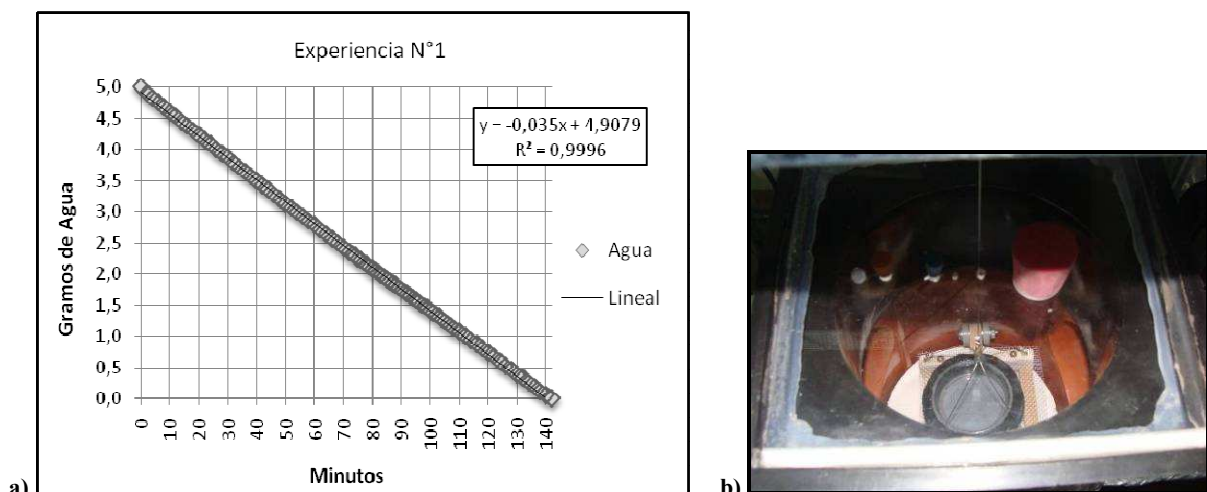 Experiencia N°1
5,0
4,5
4,0
3,5
3,0
2,5
2,0
1,5
1,0
0,5
0,0
Gramos de Agua
y = -0,035x + 4,9079
R² = 0,9996
Agua
Lineal
0 10 20 30 40 50 60 70 80 90 100 110 120 130 140
Minutos
a)
b)